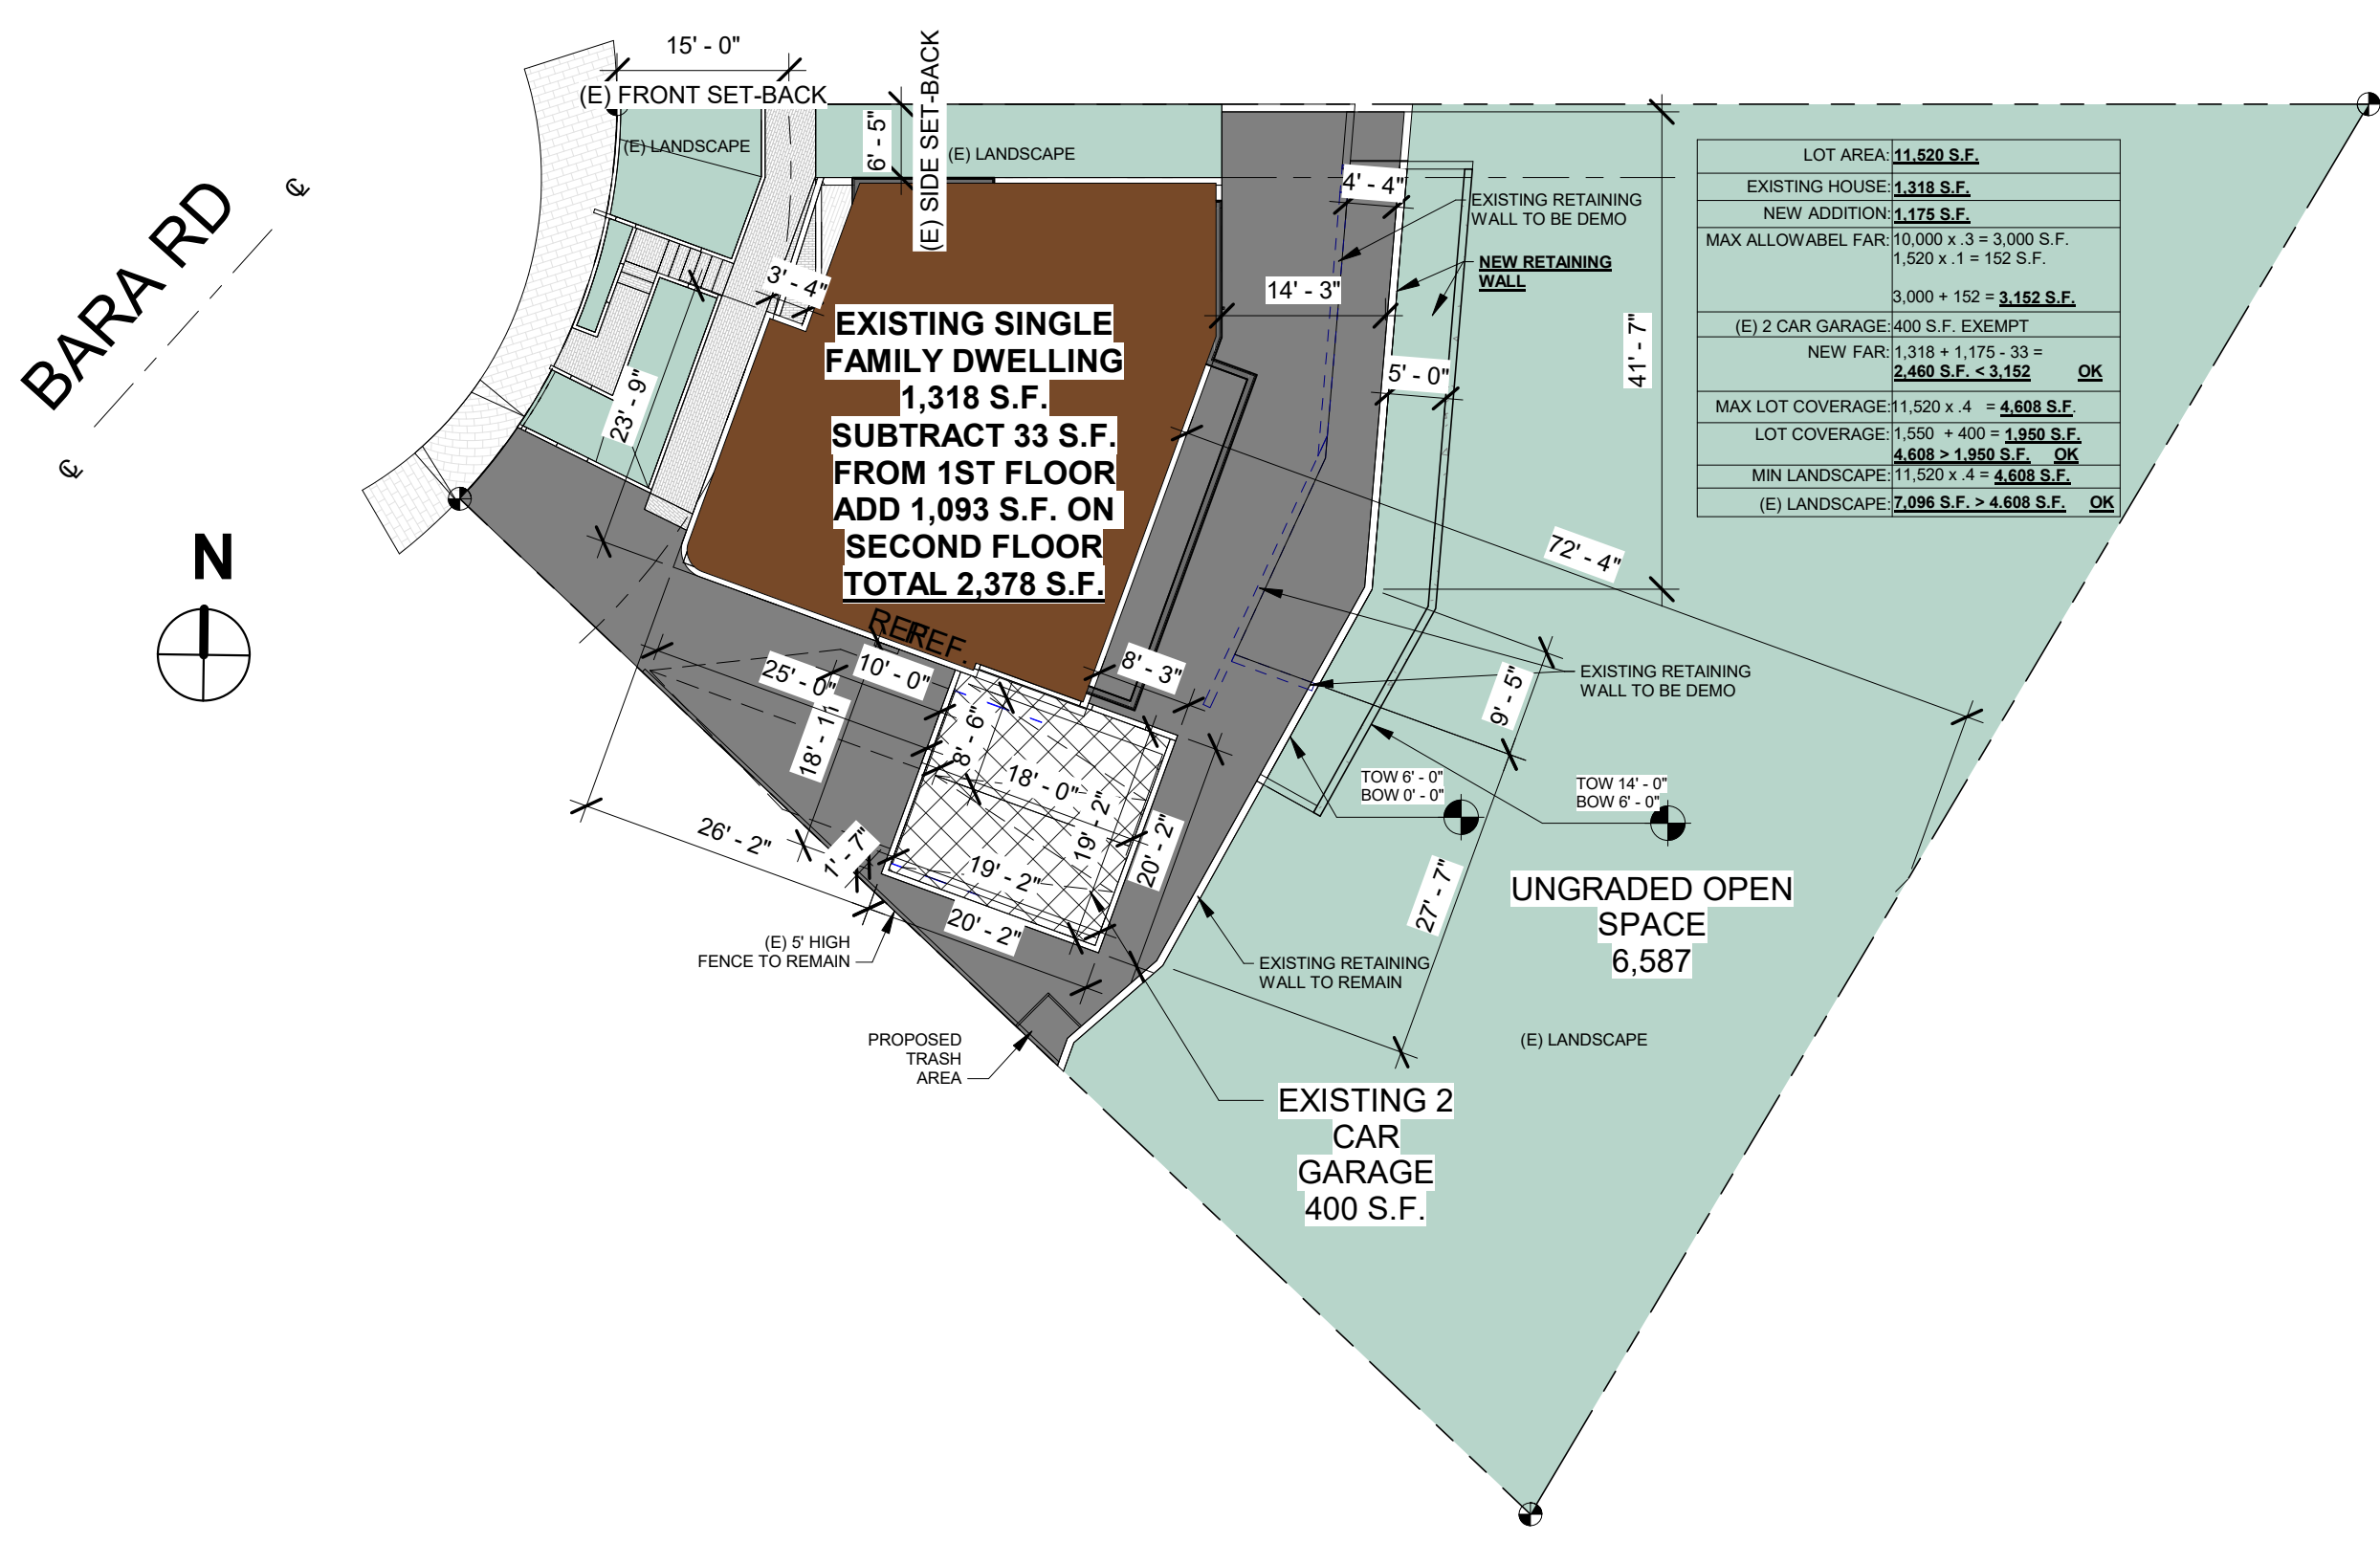 15' - 0"
(E) FRONT SET-BACK
(E) SIDE SET-BACK
6' - 5"
(E) LANDSCAPE
(E) LANDSCAPE
BARA RD
N
3' - 4"
23' - 9"
4' - 4"
14' - 3"
5' - 0"
41' - 7"
72' - 4"
EXISTING RETAINING
WALL TO BE DEMO
NEW RETAINING
WALL
LOT AREA: 11,520 S.F.
EXISTING HOUSE: 1,318 S.F.
NEW ADDITION: 1,175 S.F.
MAX ALLOWABEL FAR: 10,000 x .3 = 3,000 S.F.
1,520 x .1 = 152 S.F.
3,000 + 152 = 3,152 S.F.
(E) 2 CAR GARAGE: 400 S.F. EXEMPT
NEW FAR: 1,318 + 1,175 - 33 =
2,460 S.F. < 3,152 OK
MAX LOT COVERAGE: 11,520 x .4 = 4,608 S.F.
LOT COVERAGE: 1,550 + 400 = 1,950 S.F.
4,608 > 1,950 S.F. OK
MIN LANDSCAPE: 11,520 x .4 = 4,608 S.F.
(E) LANDSCAPE: 7,096 S.F. > 4.608 S.F. OK
EXISTING SINGLE
FAMILY DWELLING
1,318 S.F.
SUBTRACT 33 S.F.
FROM 1ST FLOOR
ADD 1,093 S.F. ON
SECOND FLOOR
TOTAL 2,378 S.F.
REF.
REF.
10' - 0"
25' - 0"
18' - 11"
8' - 6"
18' - 0"
19' - 2"
19' - 2"
20' - 2"
20' - 2"
8' - 3"
9' - 5"
26' - 2"
1' - 7"
27' - 7"
EXISTING RETAINING
WALL TO BE DEMO
TOW 6' - 0"
BOW 0' - 0"
TOW 14' - 0"
BOW 6' - 0"
UNGRADED OPEN
SPACE
6,587
(E) 5' HIGH
FENCE TO REMAIN
EXISTING RETAINING
WALL TO REMAIN
PROPOSED
TRASH
AREA
(E) LANDSCAPE
EXISTING 2
CAR
GARAGE
400 S.F.